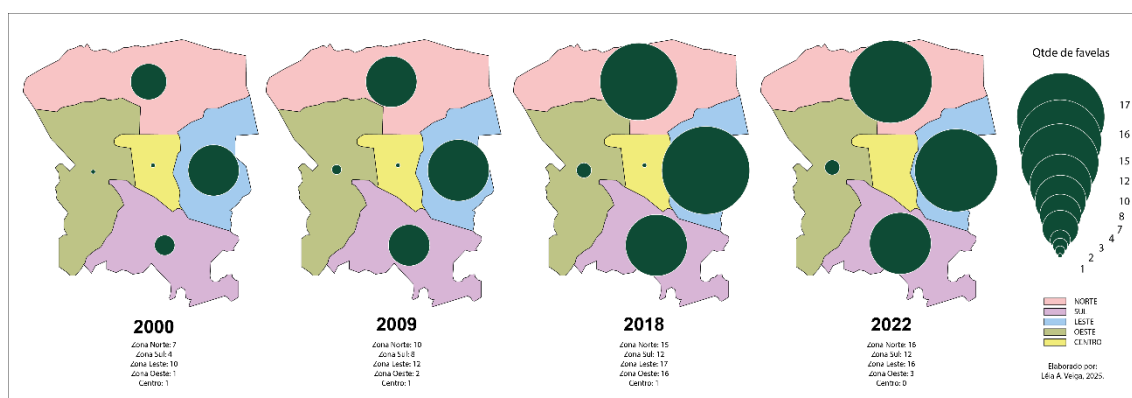 Qtde de favelas
17
16
15
12
10
8
7
4
3
2
1
2000
Zona Norte: 7
Zona Sul: 4
Zona Leste: 10
Zona Oeste: 1
Centro: 1
2009
Zona Norte: 10
Zona Sul: 8
Zona Leste: 12
Zona Oeste: 2
Centro: 1
2018
Zona Norte: 15
Zona Sul: 12
Zona Leste: 17
Zona Oeste: 16
Centro: 1
2022
Zona Norte: 16
Zona Sul: 12
Zona Leste: 16
Zona Oeste: 3
Centro: 0
NORTE
SUL
LESTE
OESTE
CENTRO
Elaborado por:
Léia A. Veiga, 2025.